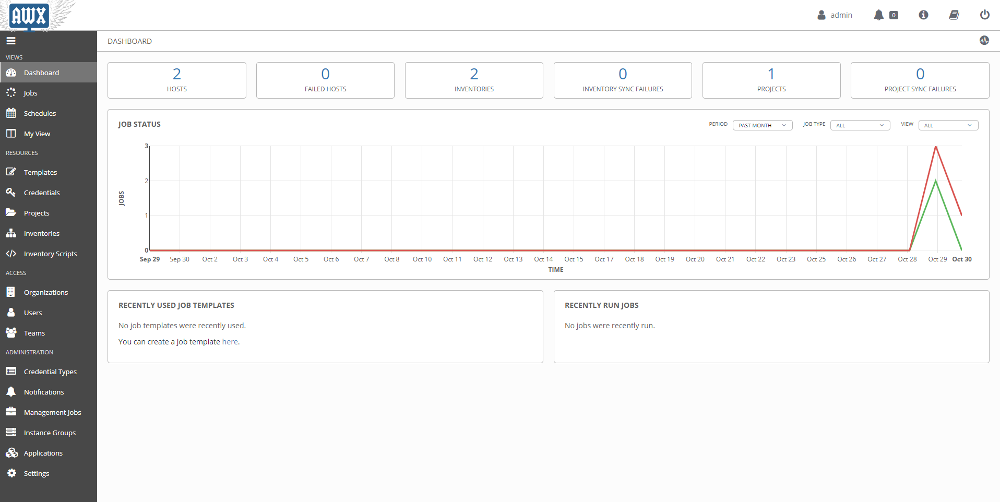 AWX
admin
0
VIEWS
Dashboard
Jobs
Schedules
My View
RESOURCES
Templates
Credentials
Projects
Inventories
Inventory Scripts
ACCESS
Organizations
Users
Teams
ADMINISTRATION
Credential Types
Notifications
Management Jobs
Instance Groups
Applications
Settings
DASHBOARD
2
HOSTS
0
FAILED HOSTS
2
INVENTORIES
0
INVENTORY SYNC FAILURES
1
PROJECTS
0
PROJECT SYNC FAILURES
JOB STATUS
PERIOD PAST MONTH JOB TYPE ALL VIEW ALL
3
2
1
0
JOBS
Sep 29 Sep 30 Oct 2 Oct 3 Oct 4 Oct 5 Oct 6 Oct 7 Oct 8 Oct 10 Oct 11 Oct 12 Oct 13 Oct 14 Oct 15 Oct 17 Oct 18 Oct 19 Oct 20 Oct 21 Oct 22 Oct 23 Oct 25 Oct 26 Oct 27 Oct 28 Oct 29 Oct 30
TIME
RECENTLY USED JOB TEMPLATES
No job templates were recently used.
You can create a job template here.
RECENTLY RUN JOBS
No jobs were recently run.